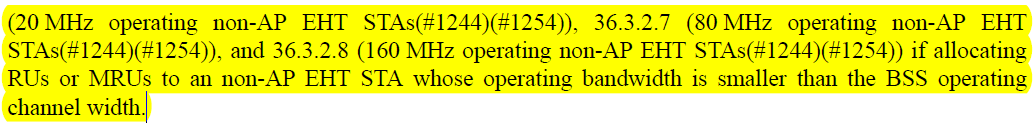 (20 MHz operating non-AP EHT STAs(#1244)(#1254)), 36.3.2.7 (80 MHz operating non-AP EHT
STAs(#1244)(#1254)), and 36.3.2.8 (160 MHz operating non-AP EHT STAs(#1244)(#1254)) if allocating
RUs or MRUs to an non-AP EHT STA whose operating bandwidth is smaller than the BSS operating
channel width.